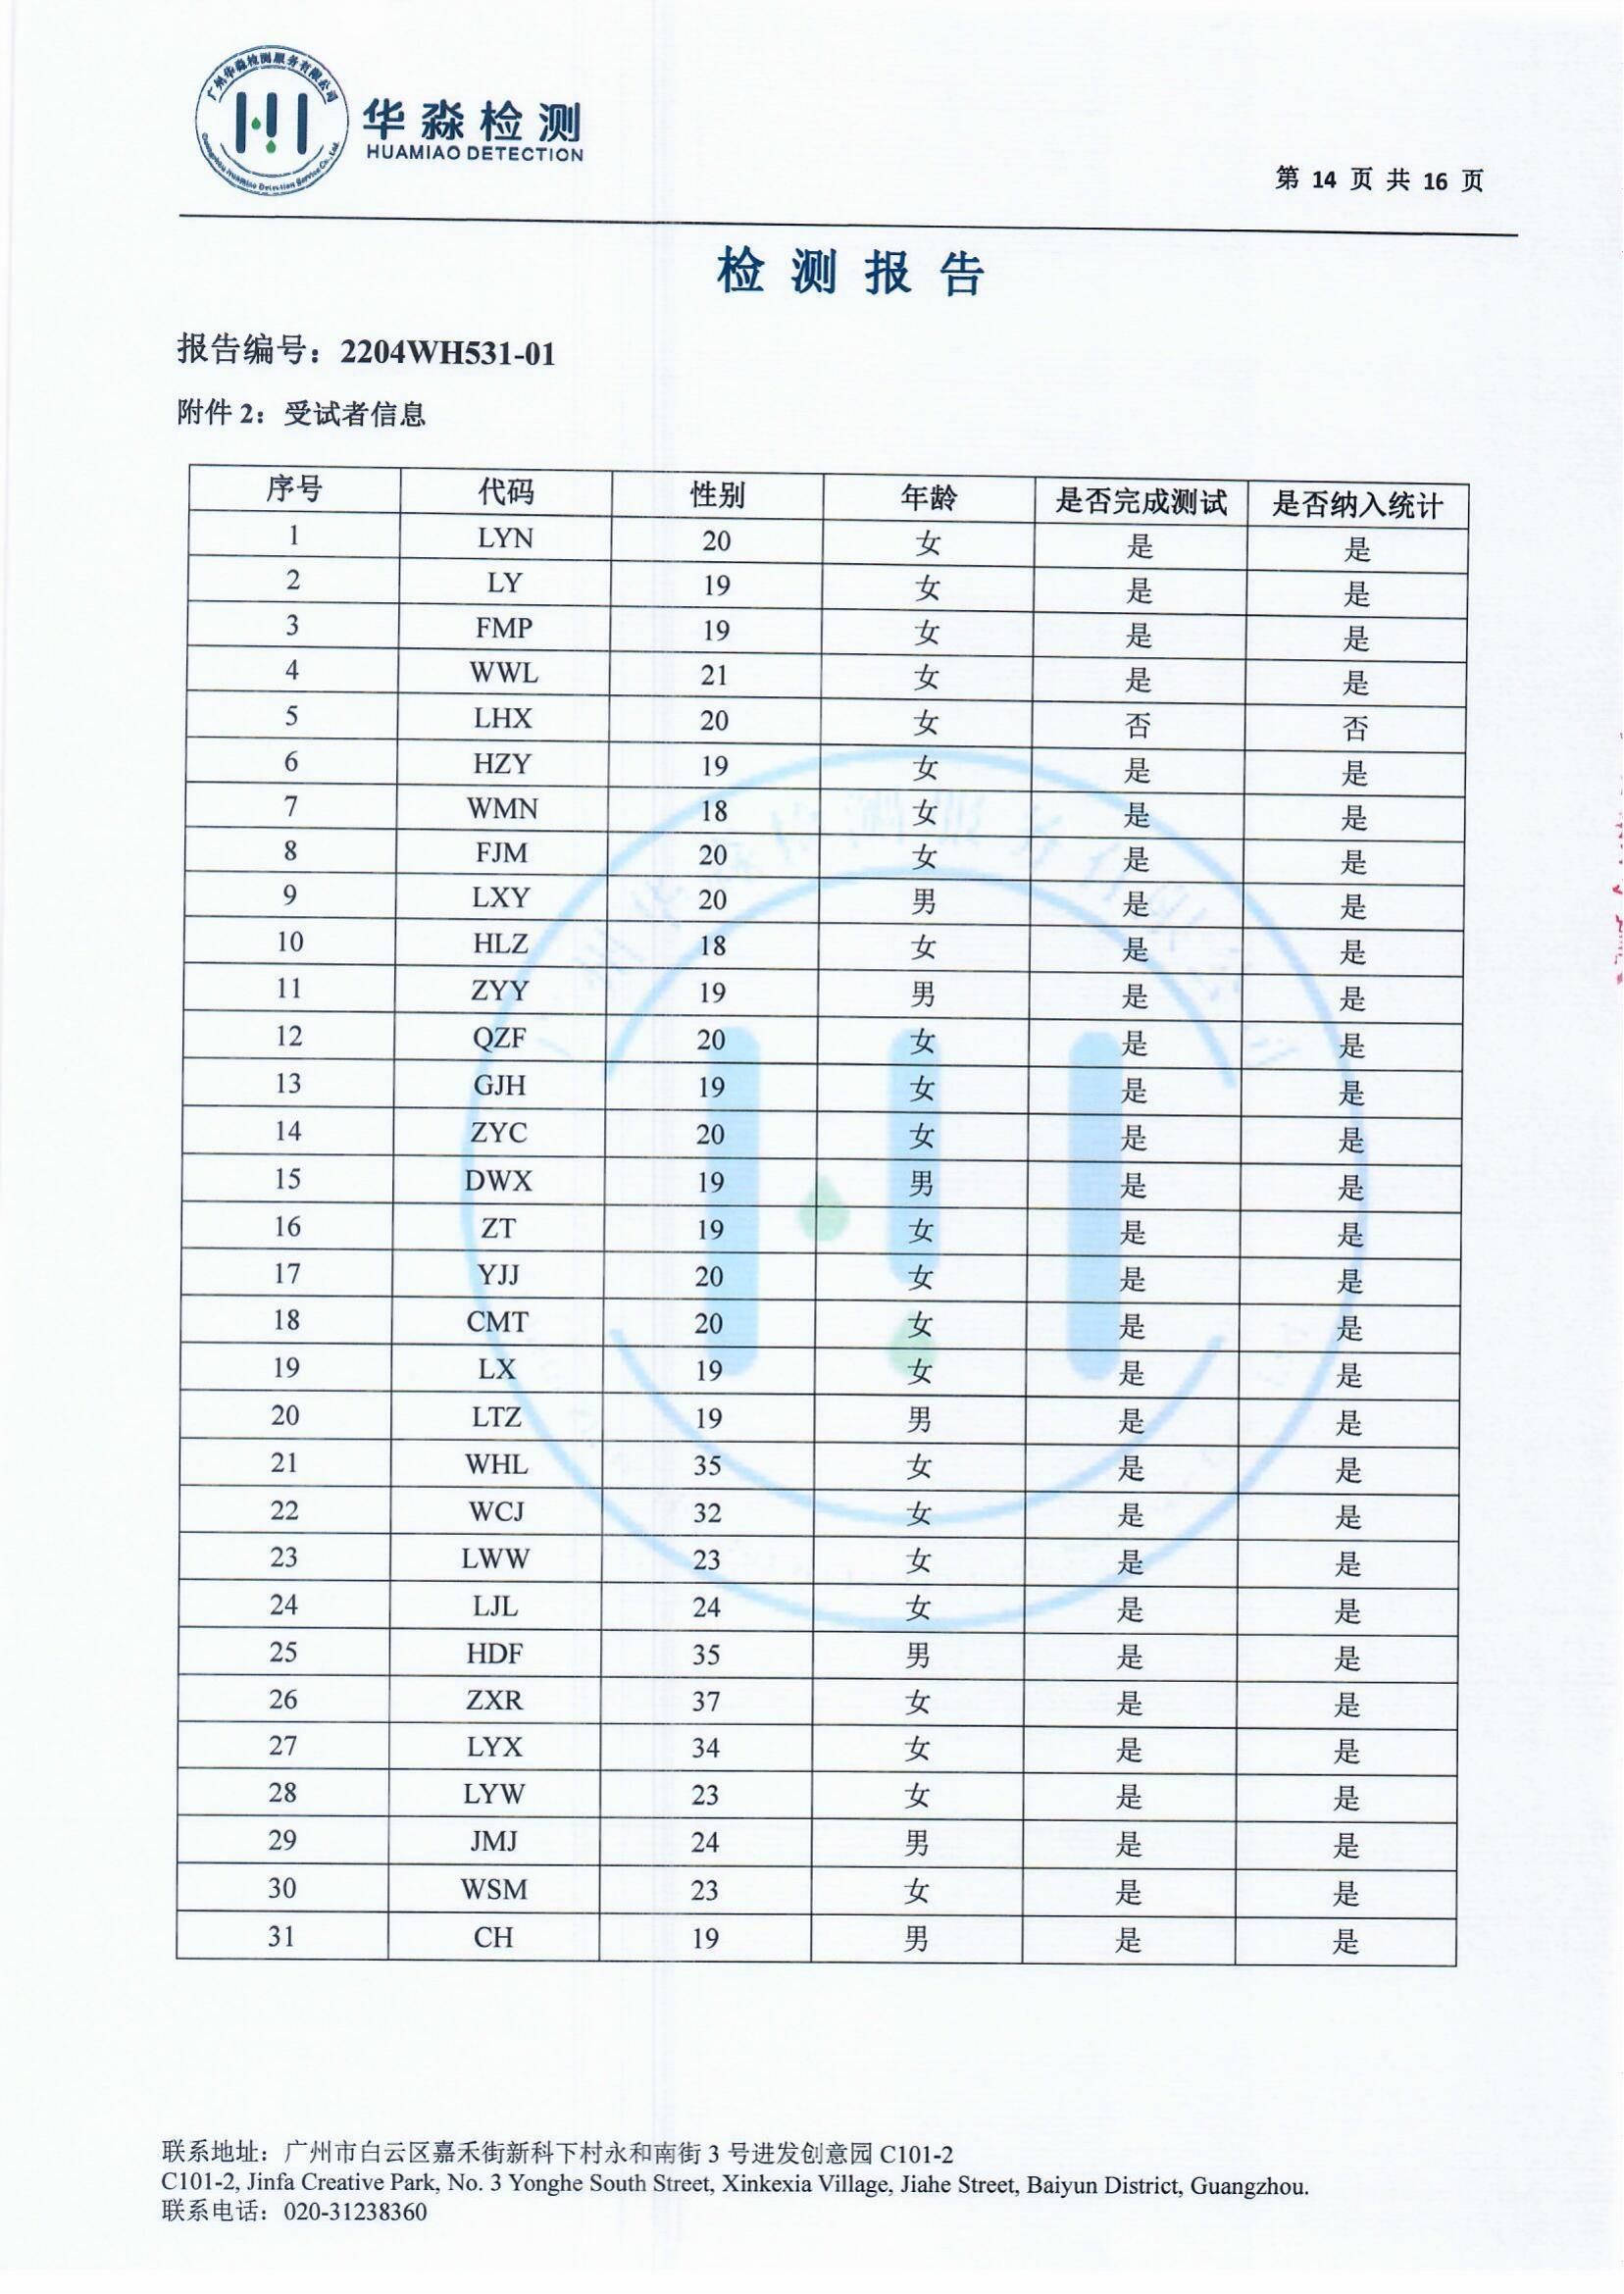 广州华淼检测服务有限公司
Guangzhou HuaMiao Detection Service Co., Ltd.
华淼检测
HUAMIAO DETECTION
第 14 页 共 16 页
检 测 报 告
报告编号：2204WH531-01
附件 2：受试者信息
序号 代码 性别 年龄 是否完成测试 是否纳入统计
1 LYN 20 女 是 是
2 LY 19 女 是 是
3 FMP 19 女 是 是
4 WWL 21 女 是 是
5 LHX 20 女 否 否
6 HZY 19 女 是 是
7 WMN 18 女 是 是
8 FJM 20 女 是 是
9 LXY 20 男 是 是
10 HLZ 18 女 是 是
11 ZYY 19 男 是 是
12 QZF 20 女 是 是
13 GJH 19 女 是 是
14 ZYC 20 女 是 是
15 DWX 19 男 是 是
16 ZT 19 女 是 是
17 YJJ 20 女 是 是
18 CMT 20 女 是 是
19 LX 19 女 是 是
20 LTZ 19 男 是 是
21 WHL 35 女 是 是
22 WCJ 32 女 是 是
23 LWW 23 女 是 是
24 LJL 24 女 是 是
25 HDF 35 男 是 是
26 ZXR 37 女 是 是
27 LYX 34 女 是 是
28 LYW 23 女 是 是
29 JMJ 24 男 是 是
30 WSM 23 女 是 是
31 CH 19 男 是 是
联系地址：广州市白云区嘉禾街新科下村永和南街 3 号进发创意园 C101-2
C101-2, Jinfa Creative Park, No. 3 Yonghe South Street, Xinkexia Village, Jiahe Street, Baiyun District, Guangzhou.
联系电话：020-31238360